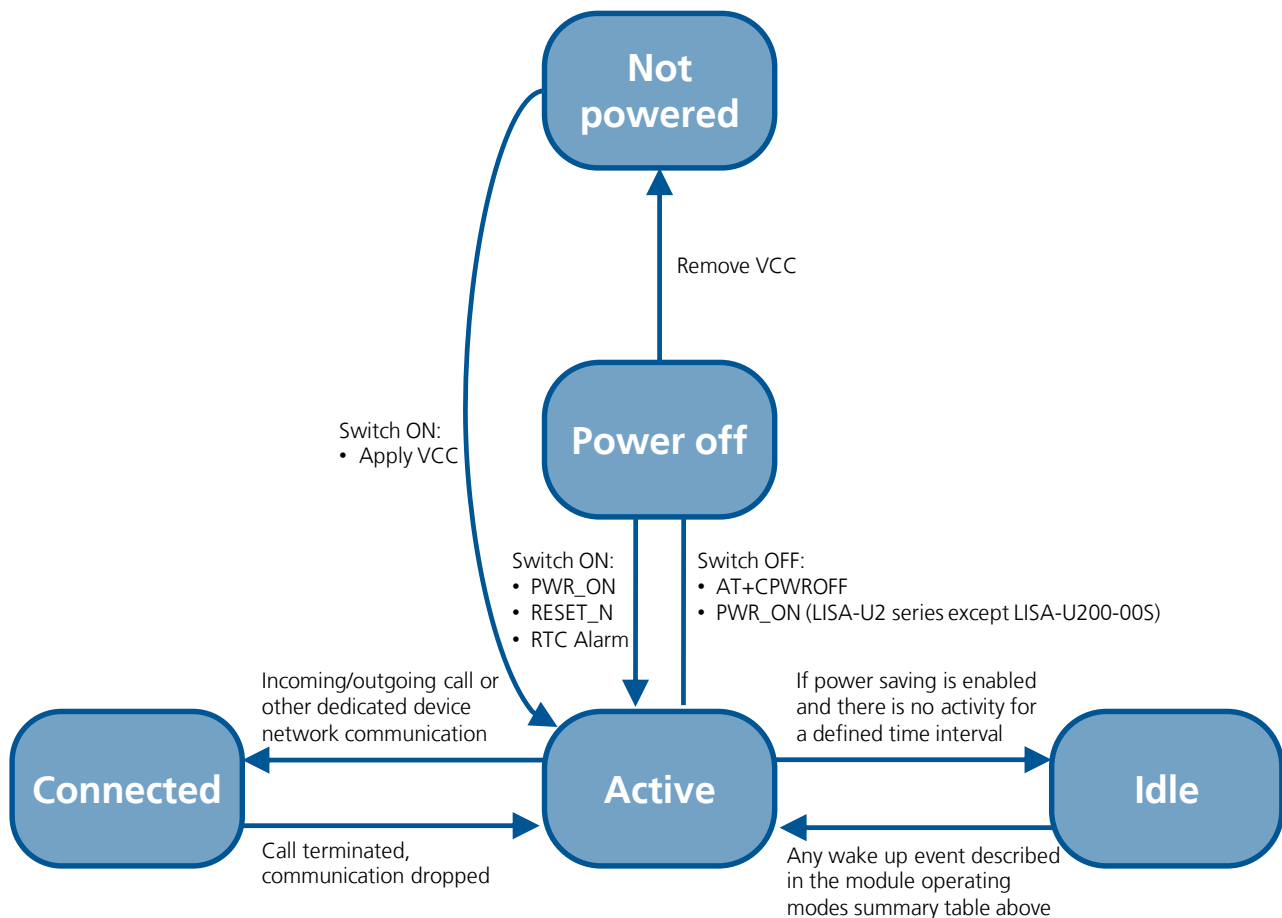 Not
powered
Remove VCC
Power off
Switch ON:
• Apply VCC
Switch ON:
• PWR_ON
• RESET_N
• RTC Alarm
Switch OFF:
• AT+CPWROFF
• PWR_ON (LISA-U2 series except LISA-U200-00S)
Incoming/outgoing call or
other dedicated device
network communication
If power saving is enabled
and there is no activity for
a defined time interval
Connected
Active
Idle
Call terminated,
communication dropped
Any wake up event described
in the module operating
modes summary table above